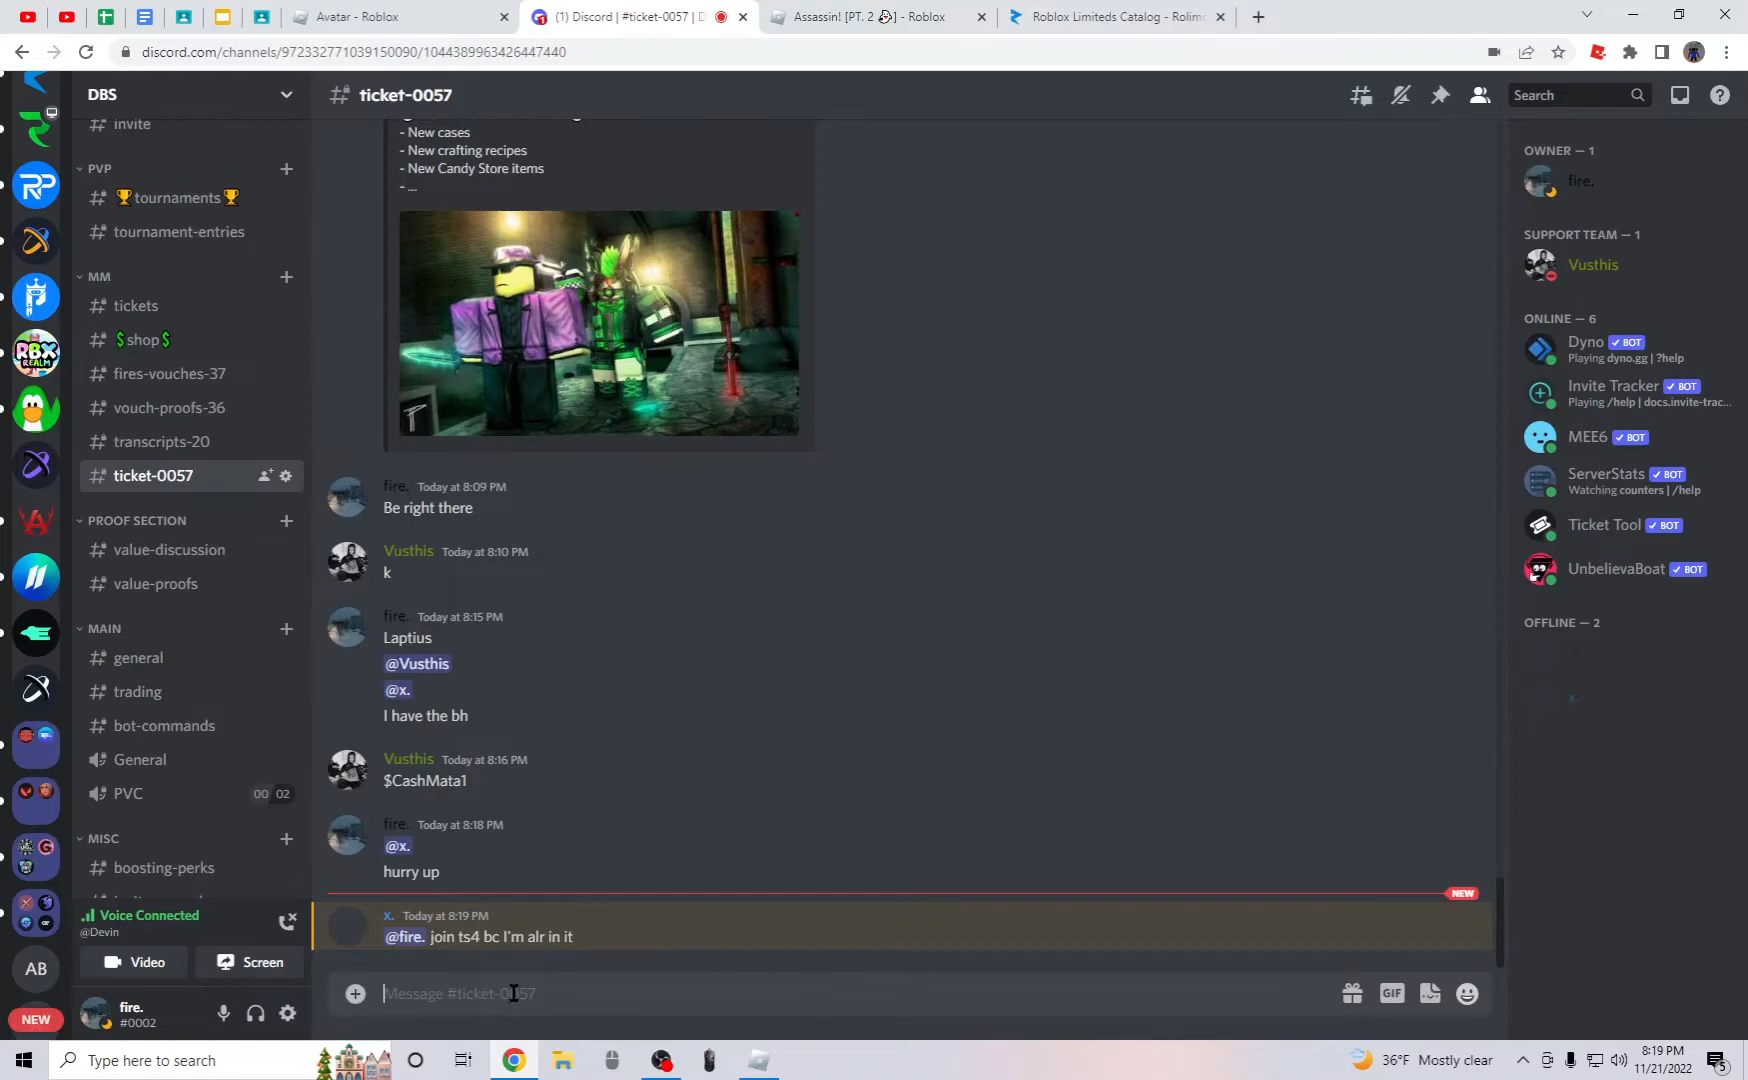 Avatar - Roblox
(1) Discord | #ticket-0057 | D
Assassin! [PT. 2 🐧] - Roblox
Roblox Limiteds Catalog - Rolimo
discord.com/channels/972332771039150090/1044389963426447440
DBS
ticket-0057
Search
invite
PVP
🏆tournaments🏆
tournament-entries
MM
tickets
$shop$
fires-vouches-37
vouch-proofs-36
transcripts-20
ticket-0057
PROOF SECTION
value-discussion
value-proofs
MAIN
general
trading
bot-commands
General
PVC
00 02
MISC
boosting-perks
Voice Connected
@Devin
Video
Screen
fire.
#0002
RP
RBX
REALM
AB
NEW
- New cases
- New crafting recipes
- New Candy Store items
- ...
fire. Today at 8:09 PM
Be right there
Vusthis Today at 8:10 PM
k
fire. Today at 8:15 PM
Laptius
@Vusthis
@x.
I have the bh
Vusthis Today at 8:16 PM
$CashMata1
fire. Today at 8:18 PM
@x.
hurry up
NEW
x. Today at 8:19 PM
@fire. join ts4 bc I'm alr in it
Message #ticket-0057
GIF
OWNER — 1
fire.
SUPPORT TEAM — 1
Vusthis
ONLINE — 6
Dyno ✓ BOT
Playing dyno.gg | ?help
Invite Tracker ✓ BOT
Playing /help | docs.invite-trac...
MEE6 ✓ BOT
ServerStats ✓ BOT
Watching counters | /help
Ticket Tool ✓ BOT
UnbelievaBoat ✓ BOT
OFFLINE — 2
x.
Type here to search
36°F Mostly clear
8:19 PM
11/21/2022
5